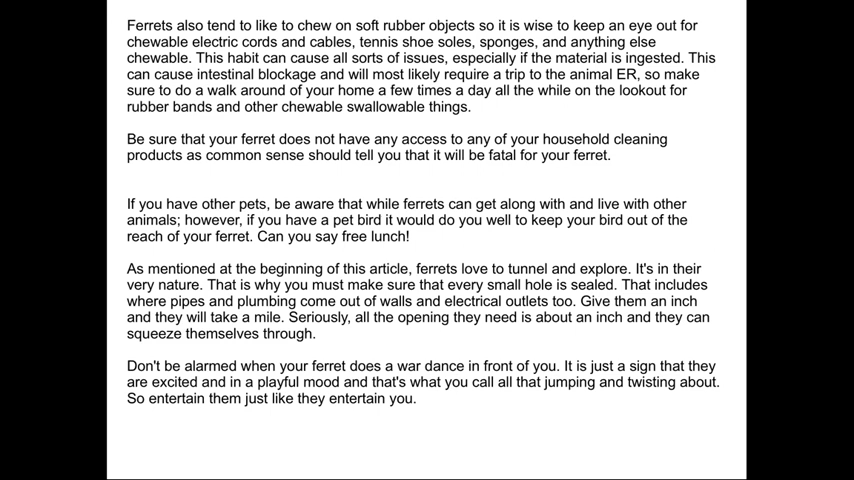 Ferrets also tend to like to chew on soft rubber objects so it is wise to keep an eye out for
chewable electric cords and cables, tennis shoe soles, sponges, and anything else
chewable. This habit can cause all sorts of issues, especially if the material is ingested. This
can cause intestinal blockage and will most likely require a trip to the animal ER, so make
sure to do a walk around of your home a few times a day all the while on the lookout for
rubber bands and other chewable swallowable things.
Be sure that your ferret does not have any access to any of your household cleaning
products as common sense should tell you that it will be fatal for your ferret.
If you have other pets, be aware that while ferrets can get along with and live with other
animals; however, if you have a pet bird it would do you well to keep your bird out of the
reach of your ferret. Can you say free lunch!
As mentioned at the beginning of this article, ferrets love to tunnel and explore. It's in their
very nature. That is why you must make sure that every small hole is sealed. That includes
where pipes and plumbing come out of walls and electrical outlets too. Give them an inch
and they will take a mile. Seriously, all the opening they need is about an inch and they can
squeeze themselves through.
Don't be alarmed when your ferret does a war dance in front of you. It is just a sign that they
are excited and in a playful mood and that's what you call all that jumping and twisting about.
So entertain them just like they entertain you.